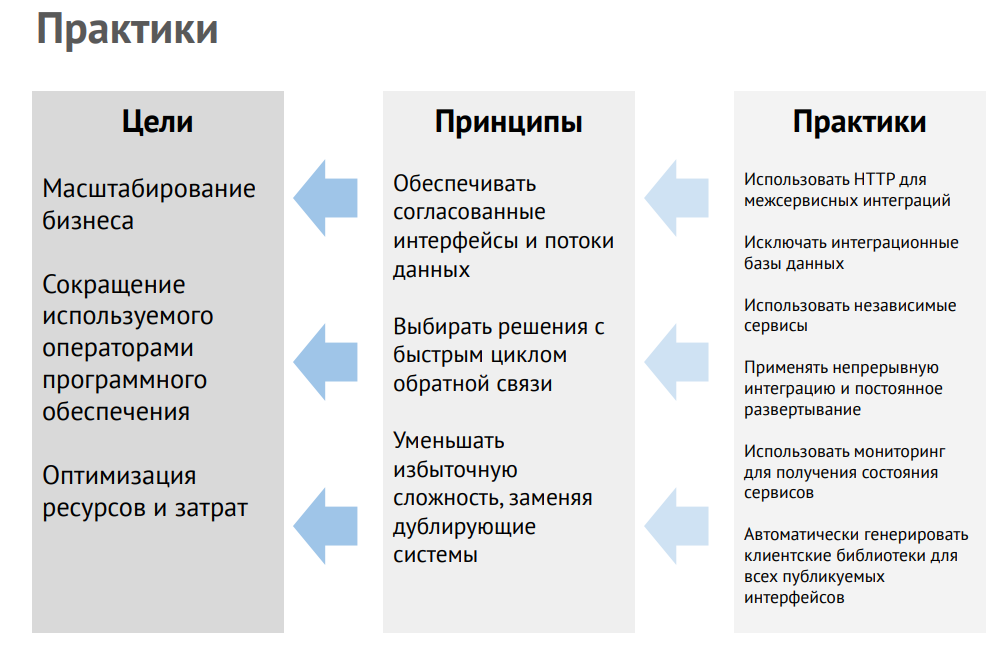 Практики
Цели
Масштабирование
бизнеса
Сокращение
используемого
операторами
программного
обеспечения
Оптимизация
ресурсов и затрат
Принципы
Обеспечивать
согласованные
интерфейсы и потоки
данных
Выбирать решения с
быстрым циклом
обратной связи
Уменьшать
избыточную
сложность, заменяя
дублирующие
системы
Практики
Использовать HTTP для
межсервисных интеграций
Исключать интеграционные
базы данных
Использовать независимые
сервисы
Применять непрерывную
интеграцию и постоянное
развертывание
Использовать мониторинг
для получения состояния
сервисов
Автоматически генерировать
клиентские библиотеки для
всех публикуемых
интерфейсов